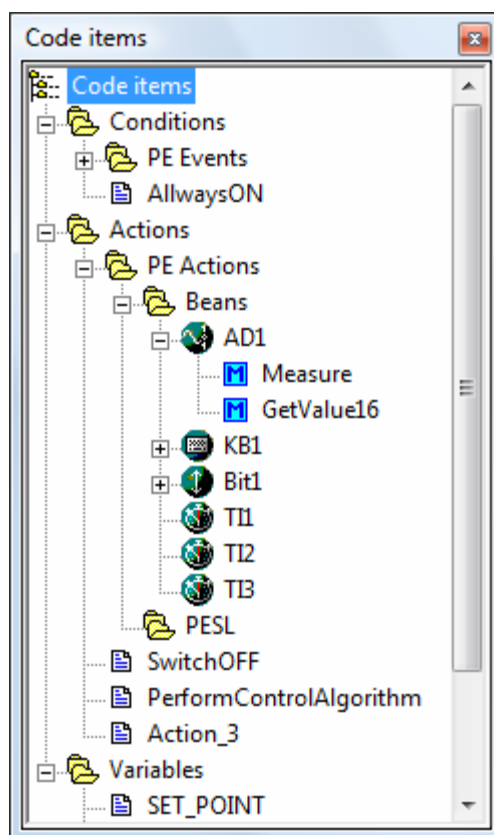 Code items
Code items
Conditions
PE Events
AllwaysON
Actions
PE Actions
Beans
AD1
M Measure
M GetValue16
KB1
Bit1
TI1
TI2
TI3
PESL
SwitchOFF
PerformControlAlgorithm
Action_3
Variables
SET_POINT